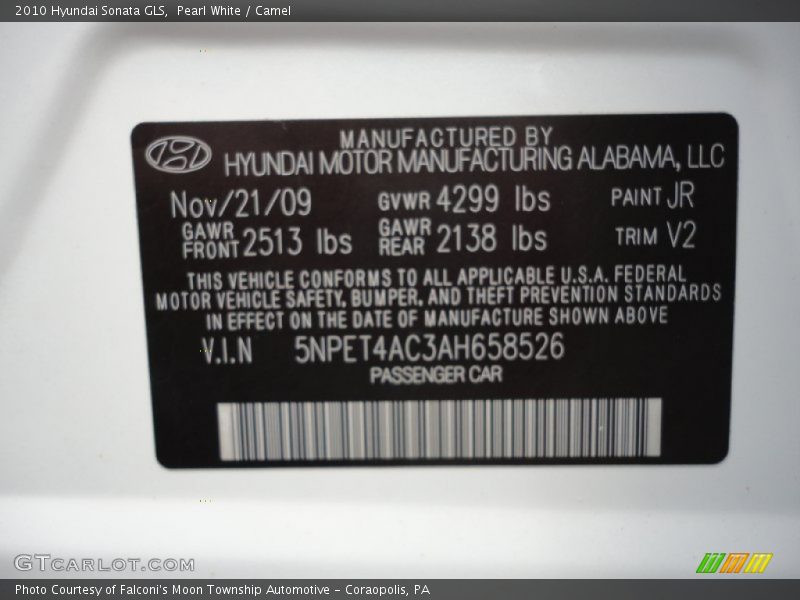 2010 Hyundai Sonata GLS, Pearl White / Camel
MANUFACTURED BY
HYUNDAI MOTOR MANUFACTURING ALABAMA, LLC
Nov/21/09 GVWR 4299 lbs PAINT JR
GAWR FRONT 2513 lbs GAWR REAR 2138 lbs TRIM V2
THIS VEHICLE CONFORMS TO ALL APPLICABLE U.S.A. FEDERAL
MOTOR VEHICLE SAFETY, BUMPER, AND THEFT PREVENTION STANDARDS
IN EFFECT ON THE DATE OF MANUFACTURE SHOWN ABOVE
V.I.N 5NPET4AC3AH658526
PASSENGER CAR
GTCARLOT.COM
Photo Courtesy of Falconi's Moon Township Automotive – Coraopolis, PA